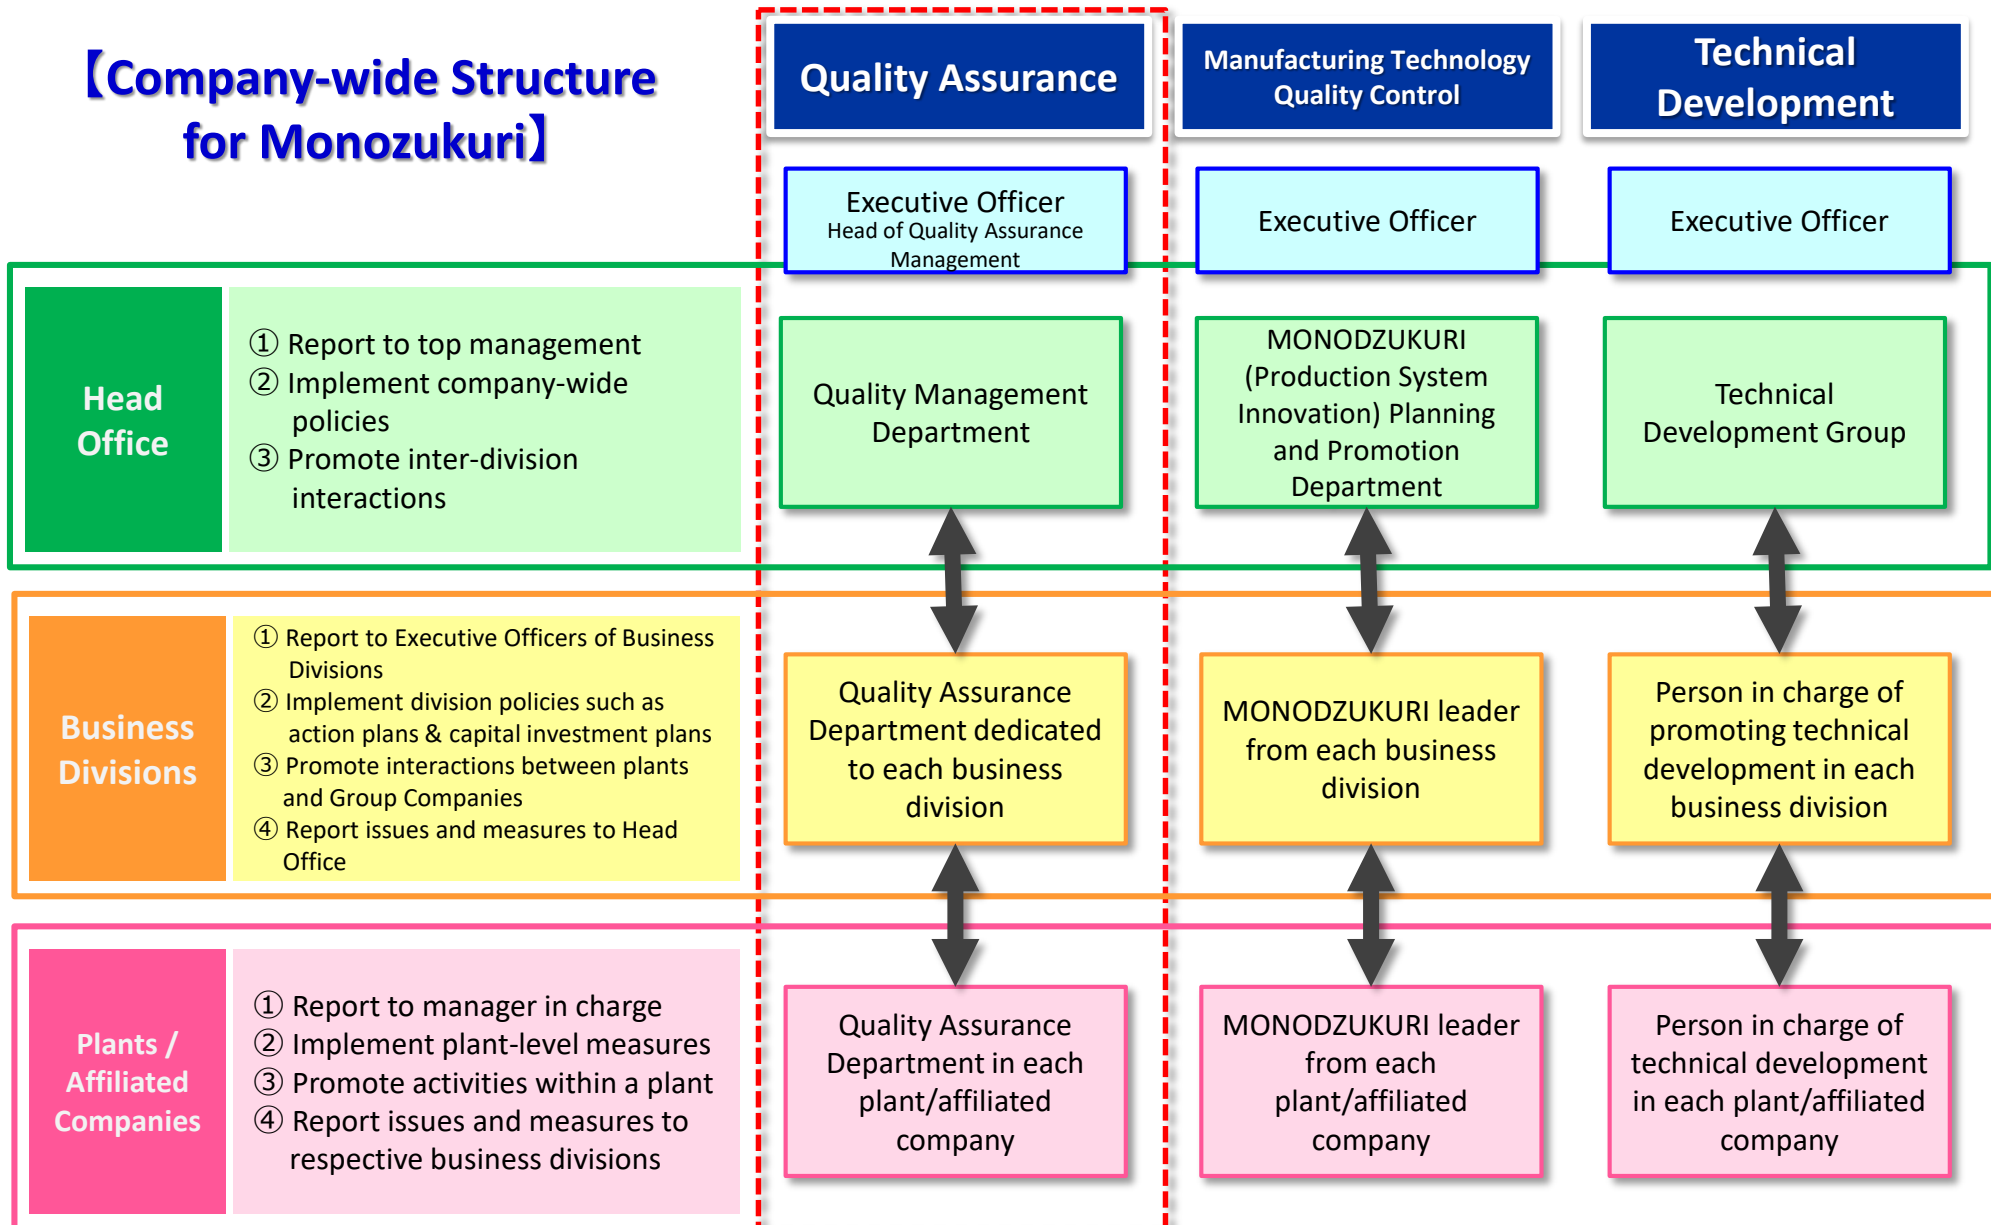 【Company-wide Structure
for Monozukuri】
Quality Assurance
Manufacturing Technology
Quality Control
Technical
Development
Executive Officer
Head of Quality Assurance
Management
Executive Officer
Executive Officer
Head
Office
① Report to top management
② Implement company-wide
policies
③ Promote inter-division
interactions
Quality Management
Department
MONODZUKURI
(Production System
Innovation) Planning
and Promotion
Department
Technical
Development Group
Business
Divisions
① Report to Executive Officers of Business
Divisions
② Implement division policies such as
action plans & capital investment plans
③ Promote interactions between plants
and Group Companies
④ Report issues and measures to Head
Office
Quality Assurance
Department dedicated
to each business
division
MONODZUKURI leader
from each business
division
Person in charge of
promoting technical
development in each
business division
Plants /
Affiliated
Companies
① Report to manager in charge
② Implement plant-level measures
③ Promote activities within a plant
④ Report issues and measures to
respective business divisions
Quality Assurance
Department in each
plant/affiliated
company
MONODZUKURI leader
from each
plant/affiliated
company
Person in charge of
technical development
in each plant/affiliated
company